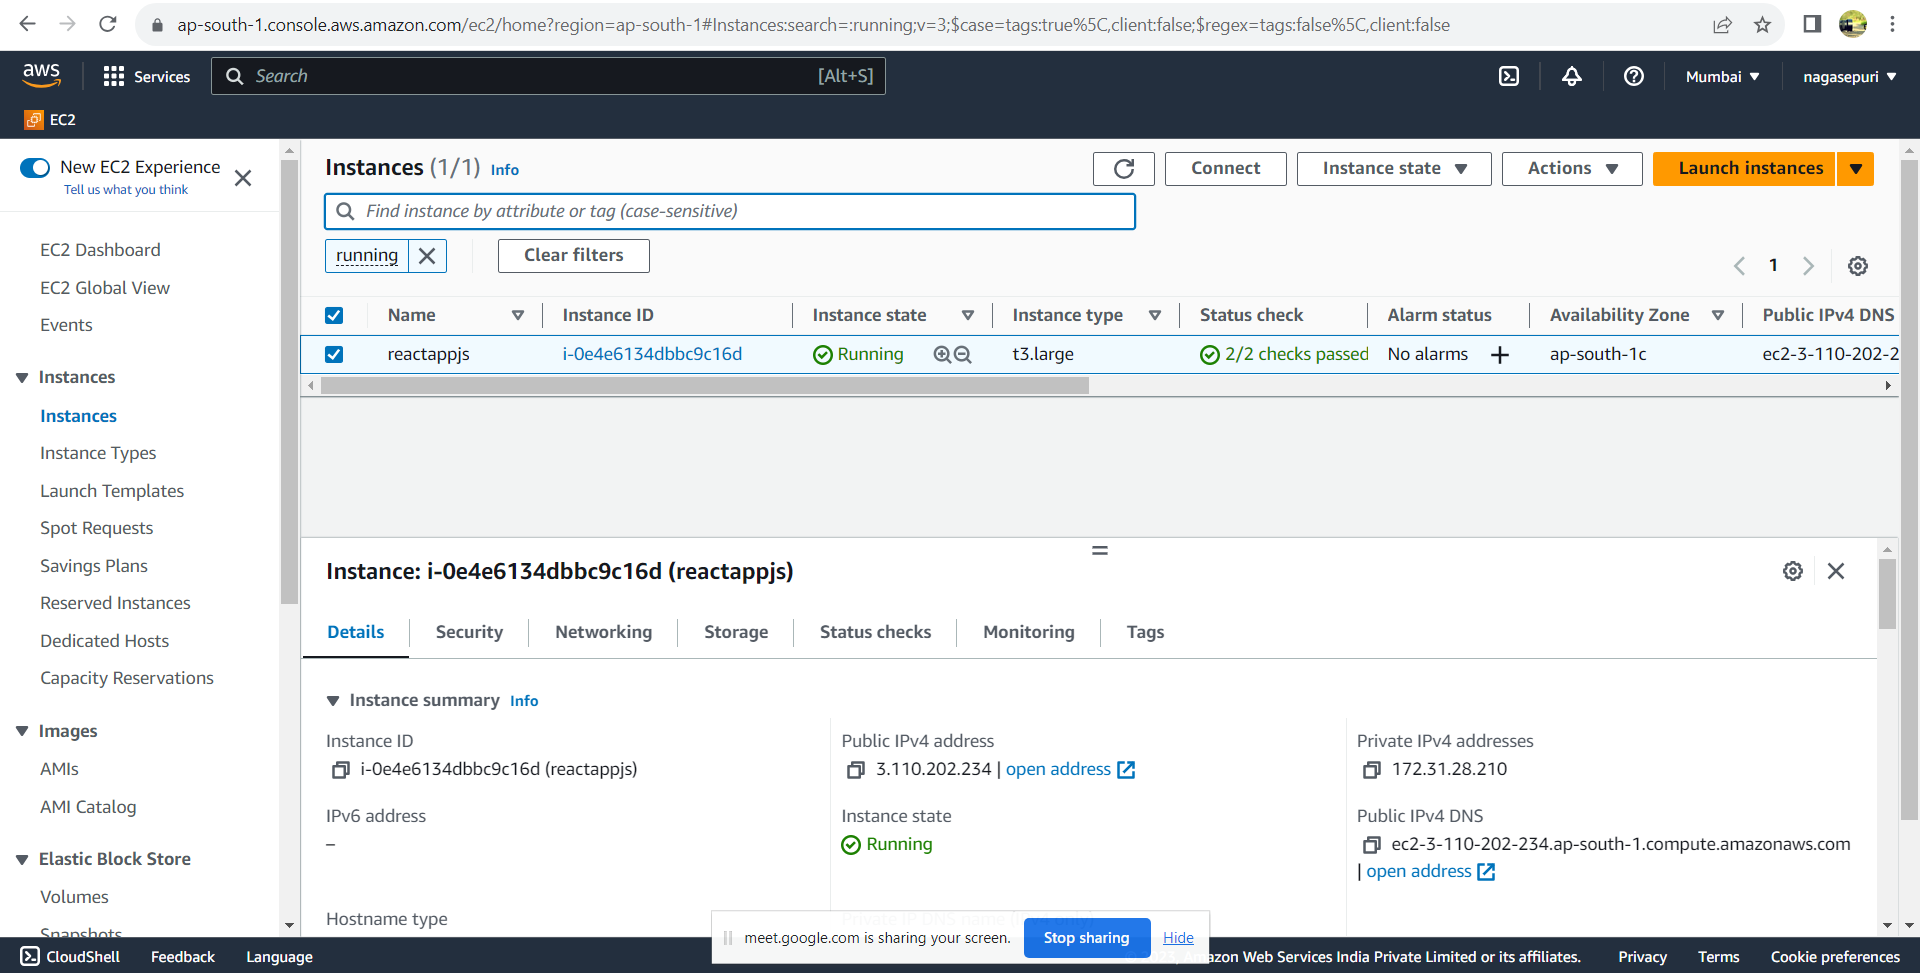 ap-south-1.console.aws.amazon.com/ec2/home?region=ap-south-1#Instances:search=:running;v=3;$case=tags:true%5C,client:false;$regex=tags:false%5C,client:false
aws
Services
Search
[Alt+S]
Mumbai
nagasepuri
EC2
New EC2 Experience
Tell us what you think
EC2 Dashboard
EC2 Global View
Events
Instances
Instances
Instance Types
Launch Templates
Spot Requests
Savings Plans
Reserved Instances
Dedicated Hosts
Capacity Reservations
Images
AMIs
AMI Catalog
Elastic Block Store
Volumes
Snapshots
Instances (1/1) Info
Connect
Instance state
Actions
Launch instances
Find instance by attribute or tag (case-sensitive)
running
Clear filters
1
Name Instance ID Instance state Instance type Status check Alarm status Availability Zone Public IPv4 DNS
reactappjs i-0e4e6134dbbc9c16d Running t3.large 2/2 checks passed No alarms ap-south-1c ec2-3-110-202-2
Instance: i-0e4e6134dbbc9c16d (reactappjs)
Details Security Networking Storage Status checks Monitoring Tags
Instance summary Info
Instance ID
i-0e4e6134dbbc9c16d (reactappjs)
Public IPv4 address
3.110.202.234 | open address
Private IPv4 addresses
172.31.28.210
IPv6 address
–
Instance state
Running
Public IPv4 DNS
ec2-3-110-202-234.ap-south-1.compute.amazonaws.com
| open address
Hostname type
meet.google.com is sharing your screen.
Stop sharing
Hide
CloudShell Feedback Language
Amazon Web Services India Private Limited or its affiliates.
Privacy Terms Cookie preferences